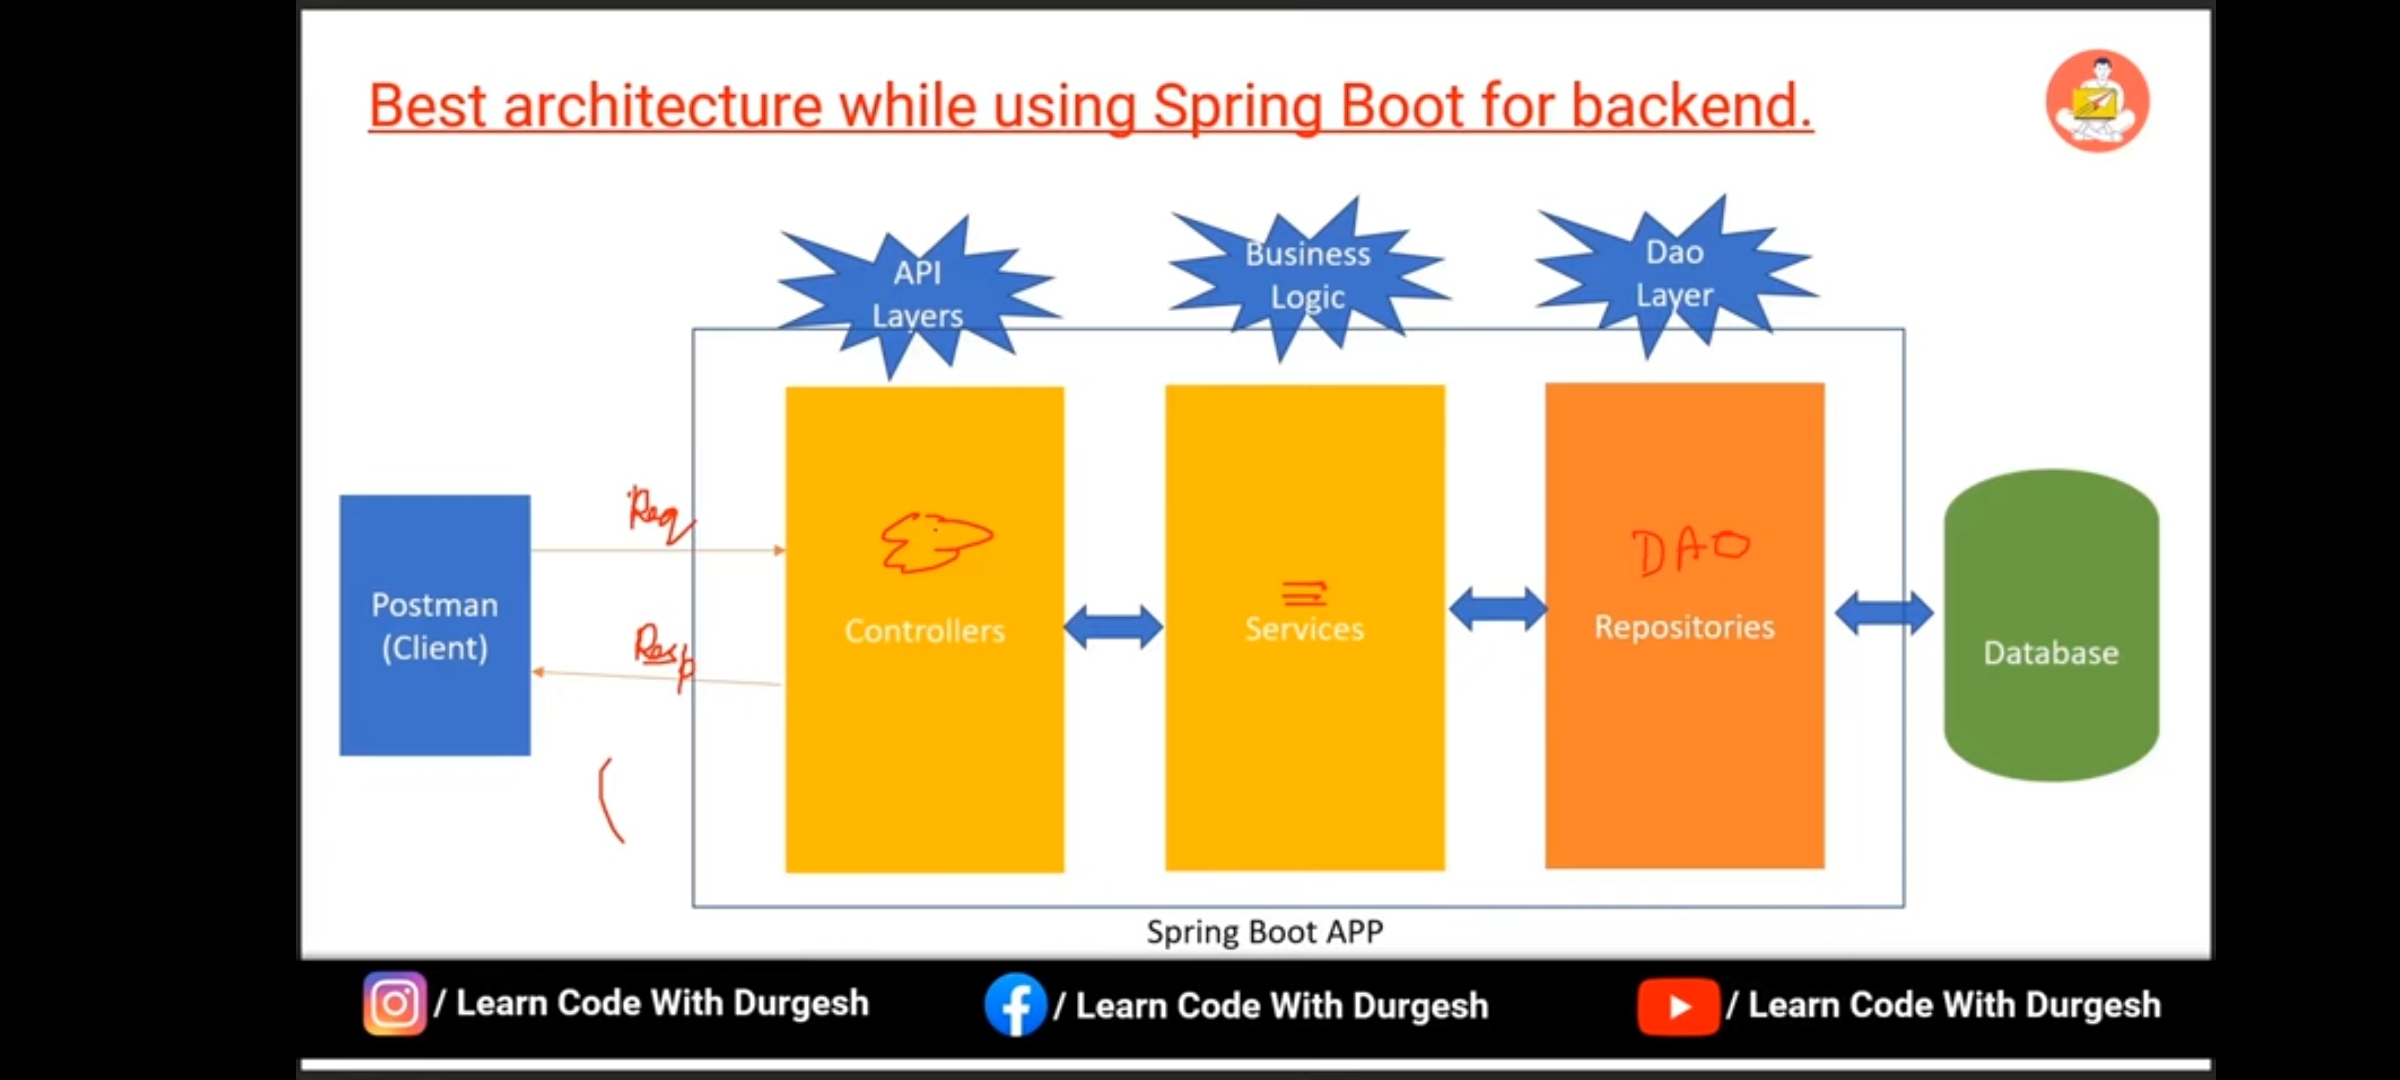 Best architecture while using Spring Boot for backend.
API
Layers
Business
Logic
Dao
Layer
Req
Resp
Postman
(Client)
Controllers
Services
DAO
Repositories
Database
Spring Boot APP
/ Learn Code With Durgesh
/ Learn Code With Durgesh
/ Learn Code With Durgesh